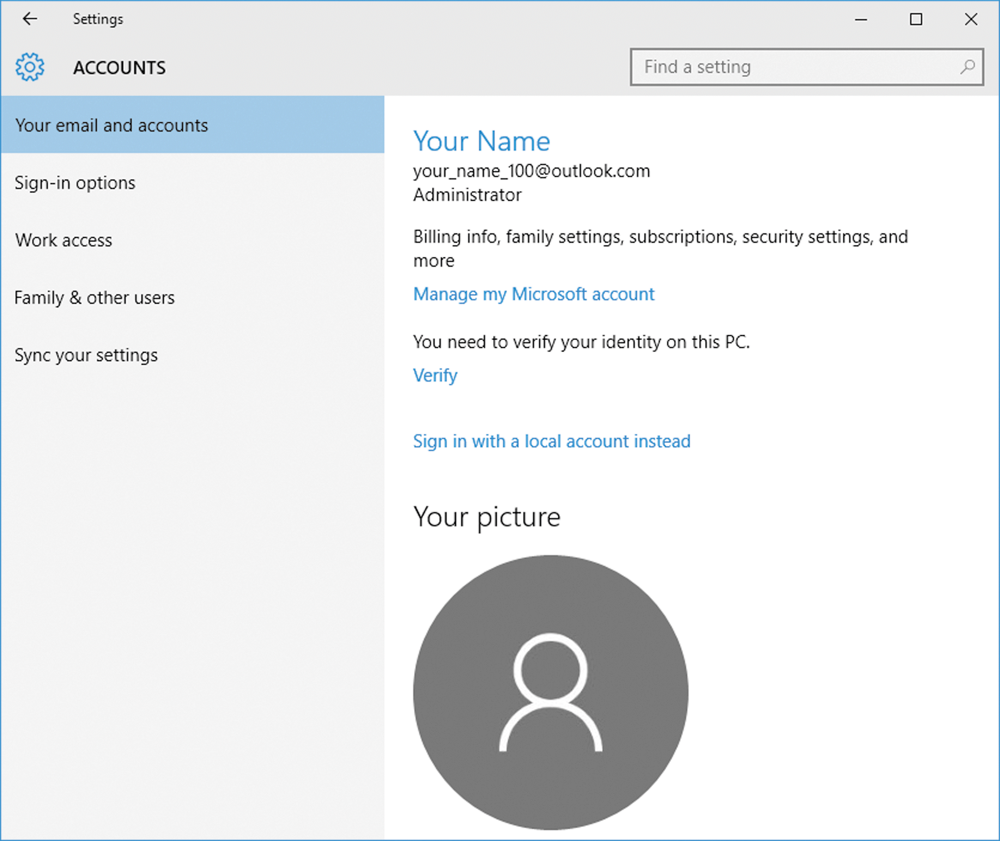 Settings
ACCOUNTS
Find a setting
Your email and accounts
Sign-in options
Work access
Family & other users
Sync your settings
Your Name
your_name_100@outlook.com
Administrator
Billing info, family settings, subscriptions, security settings, and
more
Manage my Microsoft account
You need to verify your identity on this PC.
Verify
Sign in with a local account instead
Your picture